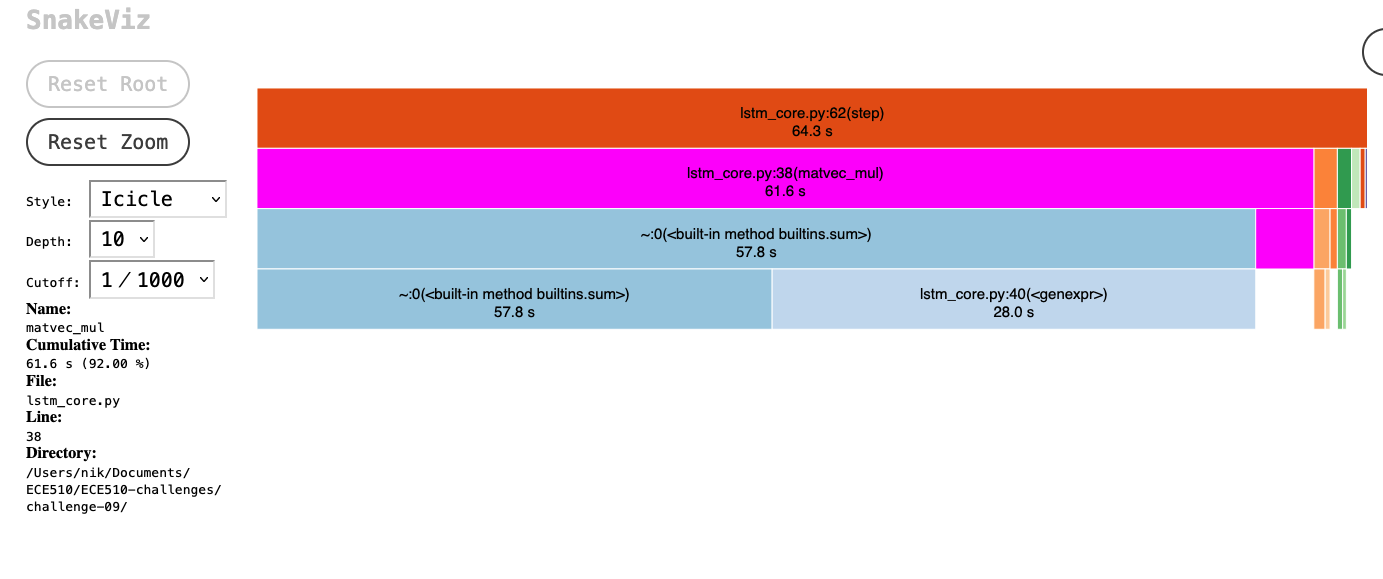 SnakeViz
Reset Root
Reset Zoom
Style: Icicle
Depth: 10
Cutoff: 1 / 1000
Name:
matvec_mul
Cumulative Time:
61.6 s (92.00 %)
File:
lstm_core.py
Line:
38
Directory:
/Users/nik/Documents/
ECE510/ECE510-challenges/
challenge-09/
lstm_core.py:62(step)
64.3 s
lstm_core.py:38(matvec_mul)
61.6 s
~:0(<built-in method builtins.sum>)
57.8 s
~:0(<built-in method builtins.sum>)
57.8 s
lstm_core.py:40(<genexpr>)
28.0 s